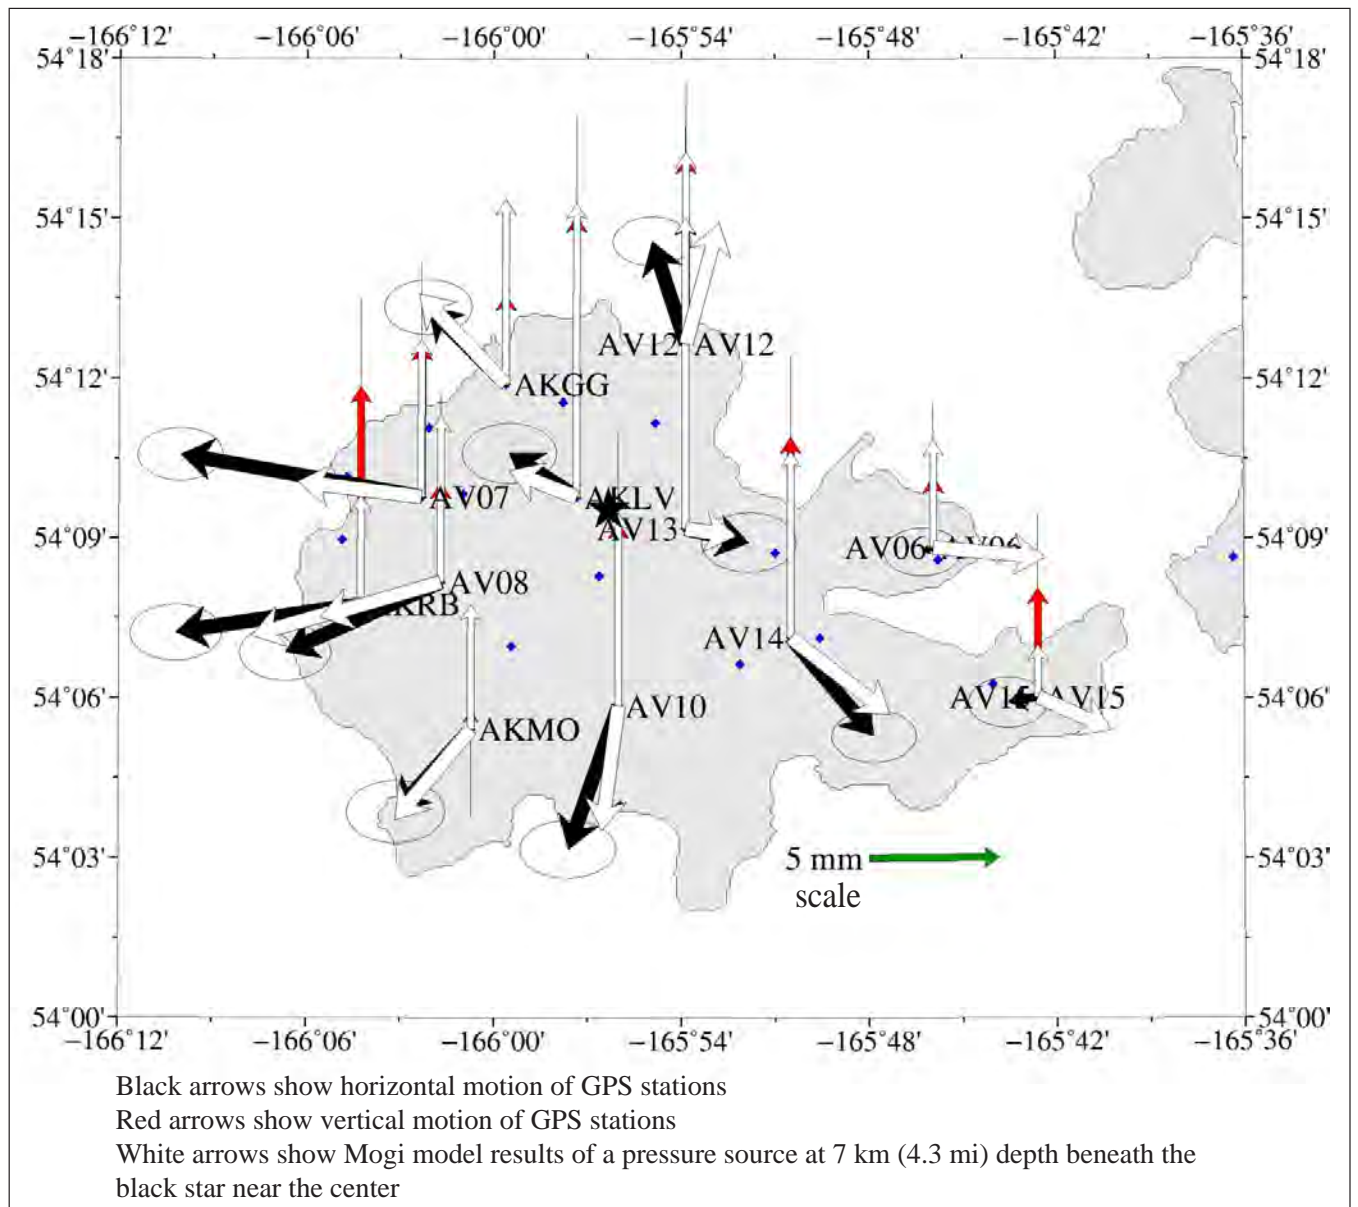 −166˚12' −166˚06' −166˚00' −165˚54' −165˚48' −165˚42' −165˚36'
54˚18' 54˚18'
54˚15' 54˚15'
AV12 AV12
54˚12' 54˚12'
AKGG
AV07 AKLV
AV13
54˚09' AV06 AV06 54˚09'
AV08
AKRB
AV14
54˚06' AV15 AV15 54˚06'
AV10
AKMO
5 mm
scale
54˚03' 54˚03'
54˚00' 54˚00'
−166˚12' −166˚06' −166˚00' −165˚54' −165˚48' −165˚42' −165˚36'
Black arrows show horizontal motion of GPS stations
Red arrows show vertical motion of GPS stations
White arrows show Mogi model results of a pressure source at 7 km (4.3 mi) depth beneath the
black star near the center